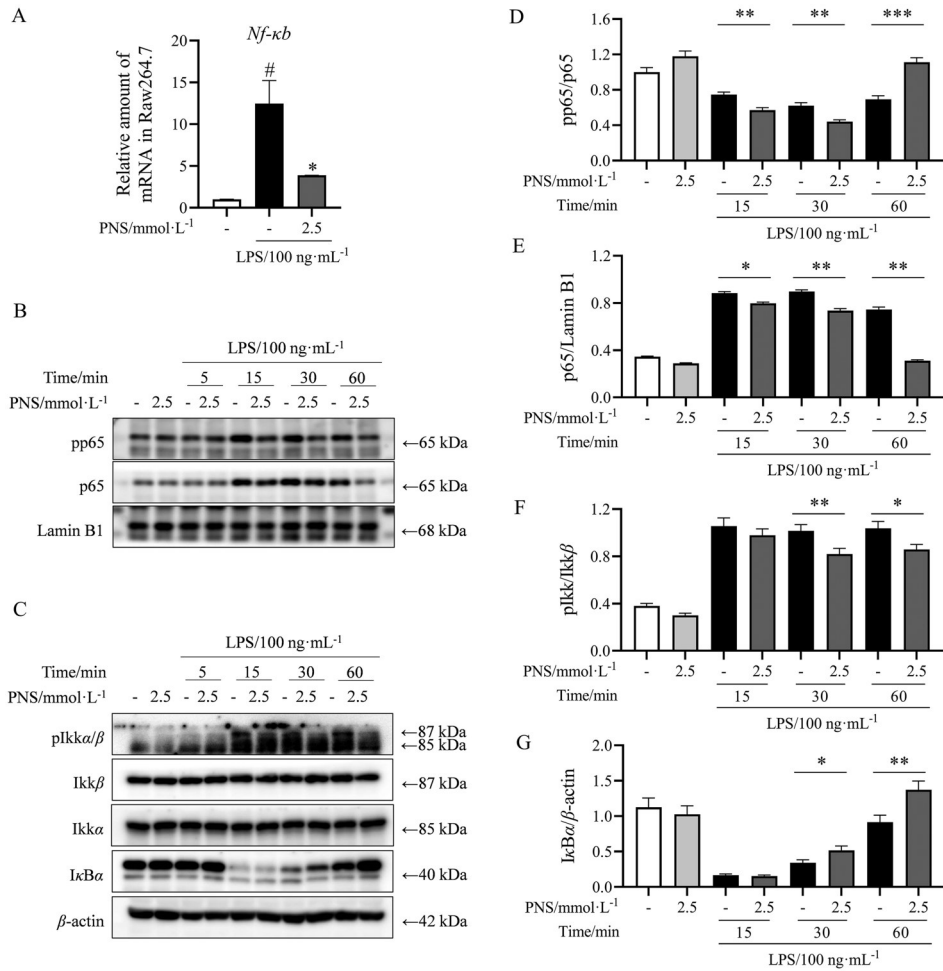 A
Nf-κb
Relative amount of
mRNA in Raw264.7
20
15
10
5
0
#
*
PNS/mmol·L⁻¹ - - 2.5
LPS/100 ng·mL⁻¹
B
LPS/100 ng·mL⁻¹
Time/min 5 15 30 60
PNS/mmol·L⁻¹ - 2.5 - 2.5 - 2.5 - 2.5 - 2.5
pp65 ←65 kDa
p65 ←65 kDa
Lamin B1 ←68 kDa
C
LPS/100 ng·mL⁻¹
Time/min 5 15 30 60
PNS/mmol·L⁻¹ - 2.5 - 2.5 - 2.5 - 2.5 - 2.5
pIkkα/β ←87 kDa
←85 kDa
Ikkβ ←87 kDa
Ikkα ←85 kDa
IκBα ←40 kDa
β-actin ←42 kDa
D
pp65/p65
1.6
1.2
0.8
0.4
0.0
** ** ***
PNS/mmol·L⁻¹ - 2.5 - 2.5 - 2.5 - 2.5
Time/min 15 30 60
LPS/100 ng·mL⁻¹
E
p65/Lamin B1
1.2
0.8
0.4
0.0
* ** **
PNS/mmol·L⁻¹ - 2.5 - 2.5 - 2.5 - 2.5
Time/min 15 30 60
LPS/100 ng·mL⁻¹
F
pIkk/Ikkβ
1.2
0.8
0.4
0.0
** *
PNS/mmol·L⁻¹ - 2.5 - 2.5 - 2.5 - 2.5
Time/min 15 30 60
LPS/100 ng·mL⁻¹
G
IκBα/β-actin
2.0
1.5
1.0
0.5
0.0
* **
PNS/mmol·L⁻¹ - 2.5 - 2.5 - 2.5 - 2.5
Time/min 15 30 60
LPS/100 ng·mL⁻¹